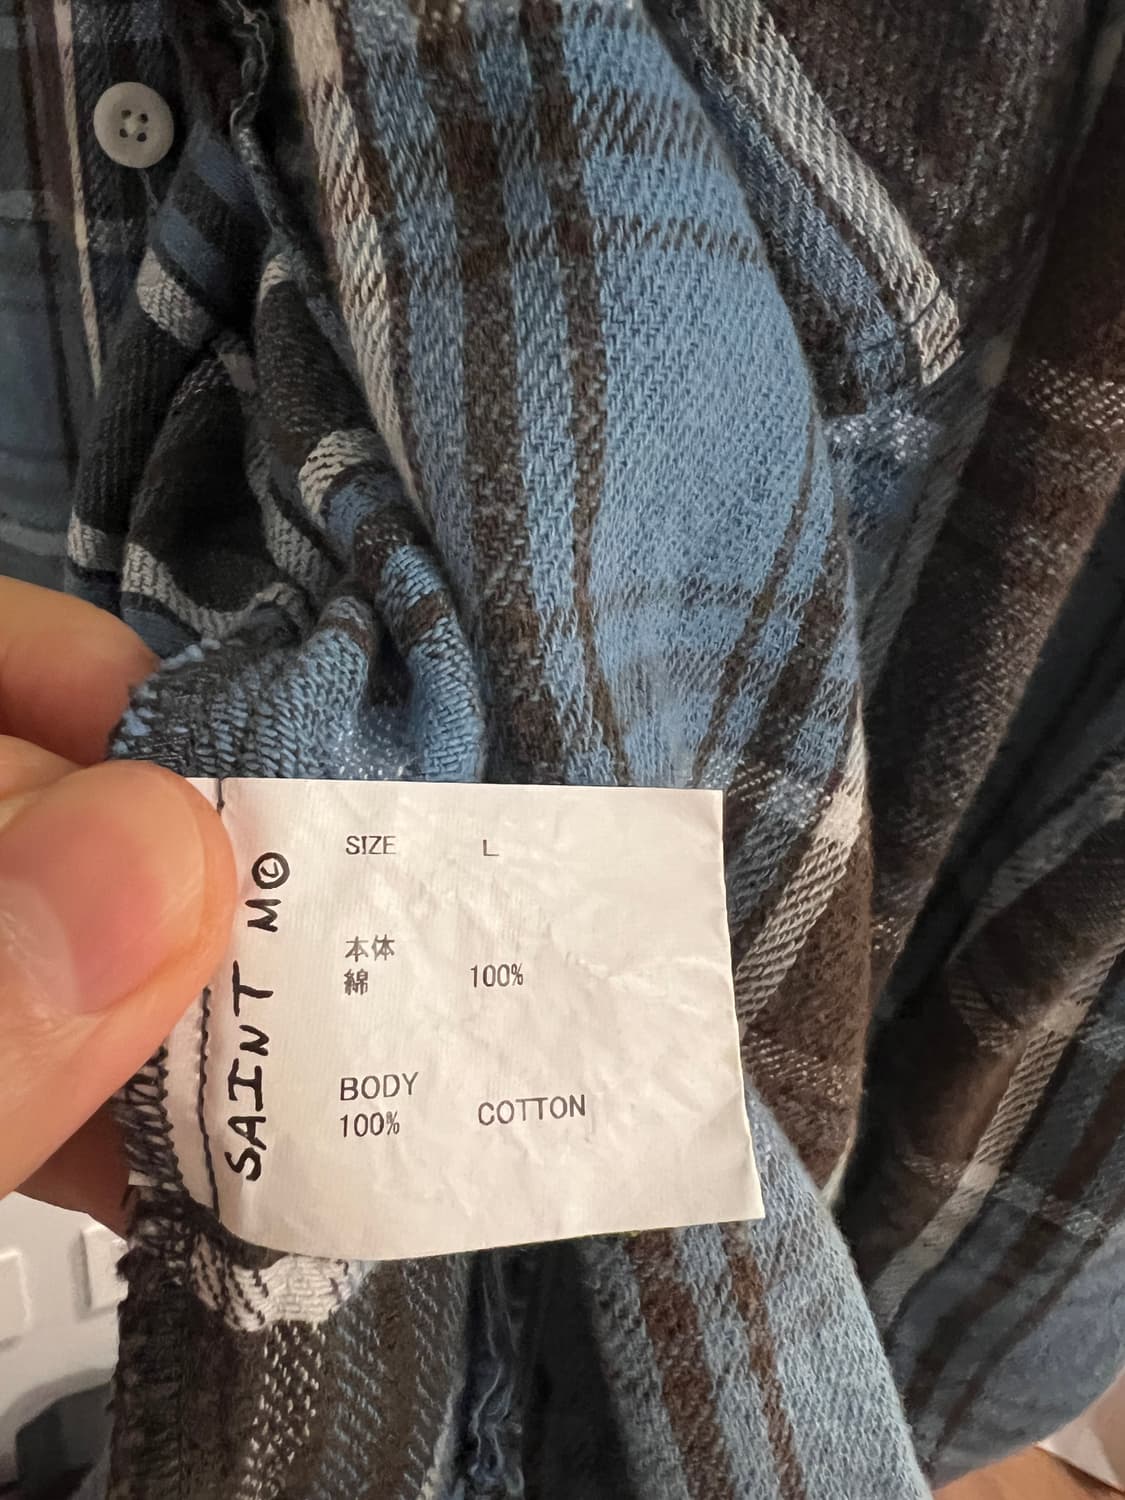 SAINT M©
SIZE L
本体
綿 100%
BODY
100% COTTON